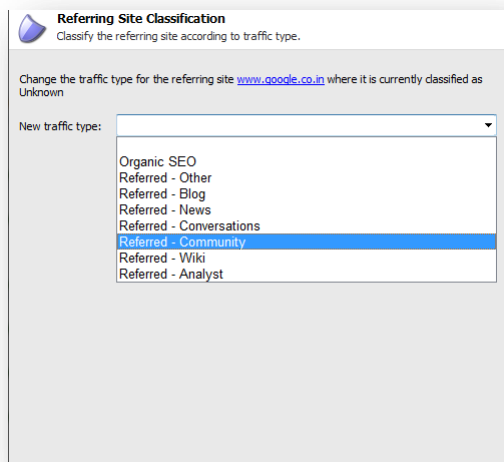 Referring Site Classification
Classify the referring site according to traffic type.
Change the traffic type for the referring site www.google.co.in where it is currently classified as
Unknown
New traffic type:
Organic SEO
Referred - Other
Referred - Blog
Referred - News
Referred - Conversations
Referred - Community
Referred - Wiki
Referred - Analyst